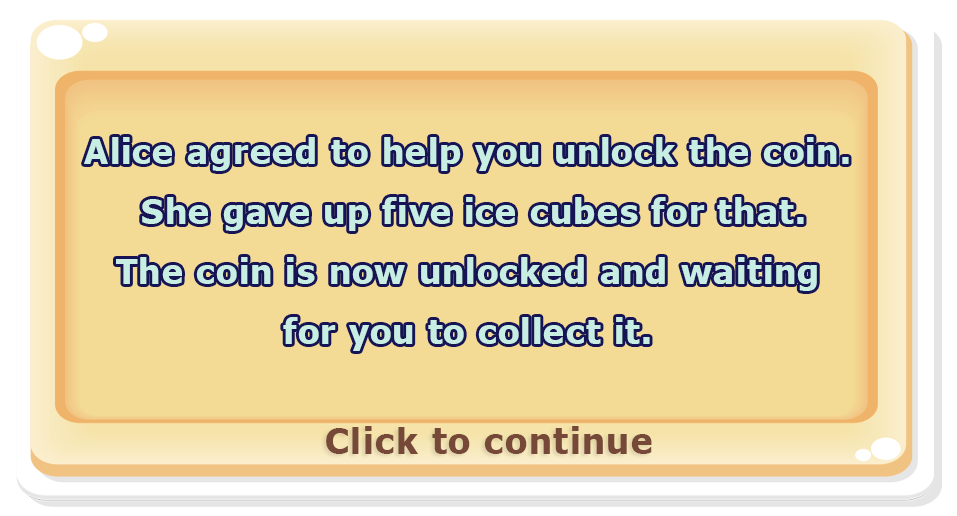 Alice agreed to help you unlock the coin.
She gave up five ice cubes for that.
The coin is now unlocked and waiting
for you to collect it.
Click to continue